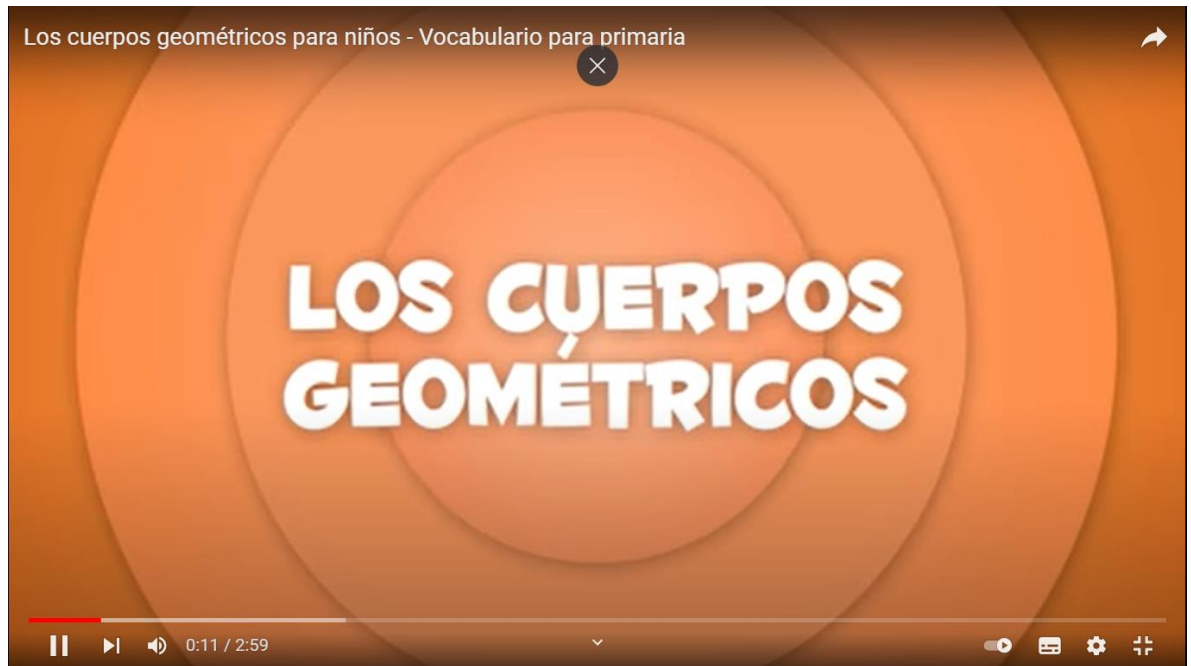 Los cuerpos geométricos para niños - Vocabulario para primaria
LOS CUERPOS
GEOMÉTRICOS
0:11 / 2:59